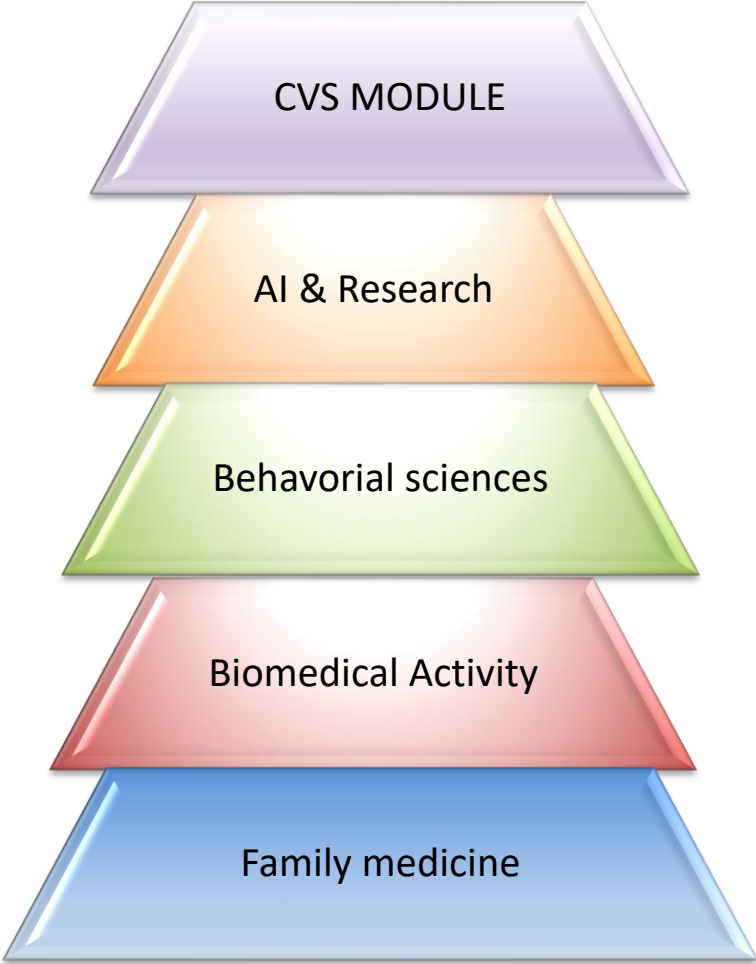 CVS MODULE
AI & Research
Behavorial sciences
Biomedical Activity
Family medicine